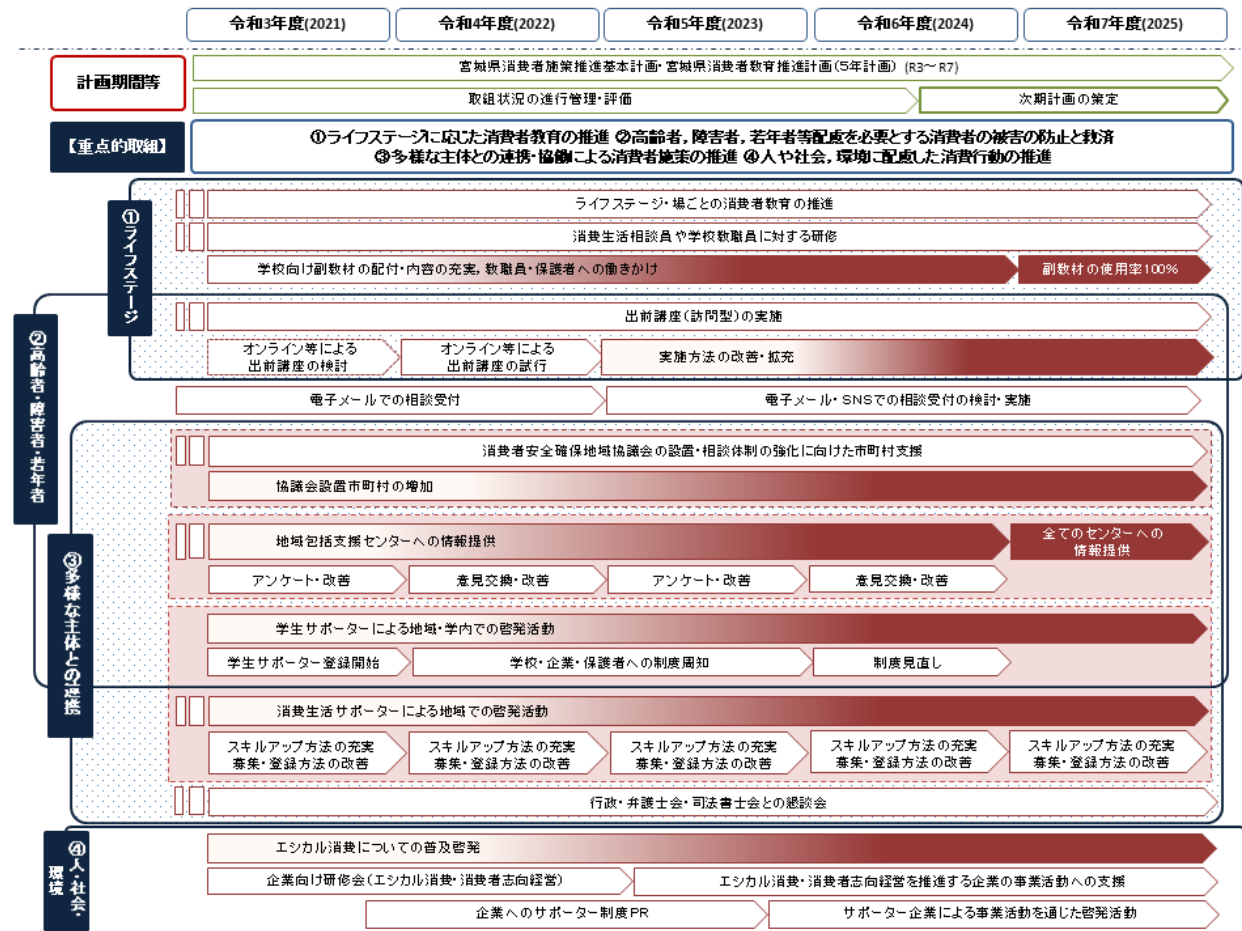 令和3年度(2021)
令和4年度(2022)
令和5年度(2023)
令和6年度(2024)
令和7年度(2025)
計画期間等
宮城県消費者施策推進基本計画・宮城県消費者教育推進計画(5年計画) (R3～R7)
取組状況の進行管理・評価
次期計画の策定
【重点的取組】
①ライフステージに応じた消費者教育の推進 ②高齢者，障害者，若年者等配慮を必要とする消費者の被害の防止と救済
③多様な主体との連携・協働による消費者施策の推進 ④人や社会，環境に配慮した消費行動の推進
①ライフステージ
ライフステージ・場ごとの消費者教育の推進
消費生活相談員や学校教職員に対する研修
学校向け副教材の配付・内容の充実，教職員・保護者への働きかけ
副教材の使用率100%
②高齢者・障害者・若年者
出前講座(訪問型)の実施
オンライン等による
出前講座の検討
オンライン等による
出前講座の試行
実施方法の改善・拡充
電子メールでの相談受付
電子メール・SNSでの相談受付の検討・実施
③多様な主体との連携
消費者安全確保地域協議会の設置・相談体制の強化に向けた市町村支援
協議会設置市町村の増加
地域包括支援センターへの情報提供
全てのセンターへの
情報提供
アンケート・改善
意見交換・改善
アンケート・改善
意見交換・改善
学生サポーターによる地域・学内での啓発活動
学生サポーター登録開始
学校・企業・保護者への制度周知
制度見直し
消費生活サポーターによる地域での啓発活動
スキルアップ方法の充実
募集・登録方法の改善
スキルアップ方法の充実
募集・登録方法の改善
スキルアップ方法の充実
募集・登録方法の改善
スキルアップ方法の充実
募集・登録方法の改善
スキルアップ方法の充実
募集・登録方法の改善
行政・弁護士会・司法書士会との懇談会
④人・社会・
環境
エシカル消費についての普及啓発
企業向け研修会(エシカル消費・消費者志向経営)
エシカル消費・消費者志向経営を推進する企業の事業活動への支援
企業へのサポーター制度PR
サポーター企業による事業活動を通じた啓発活動